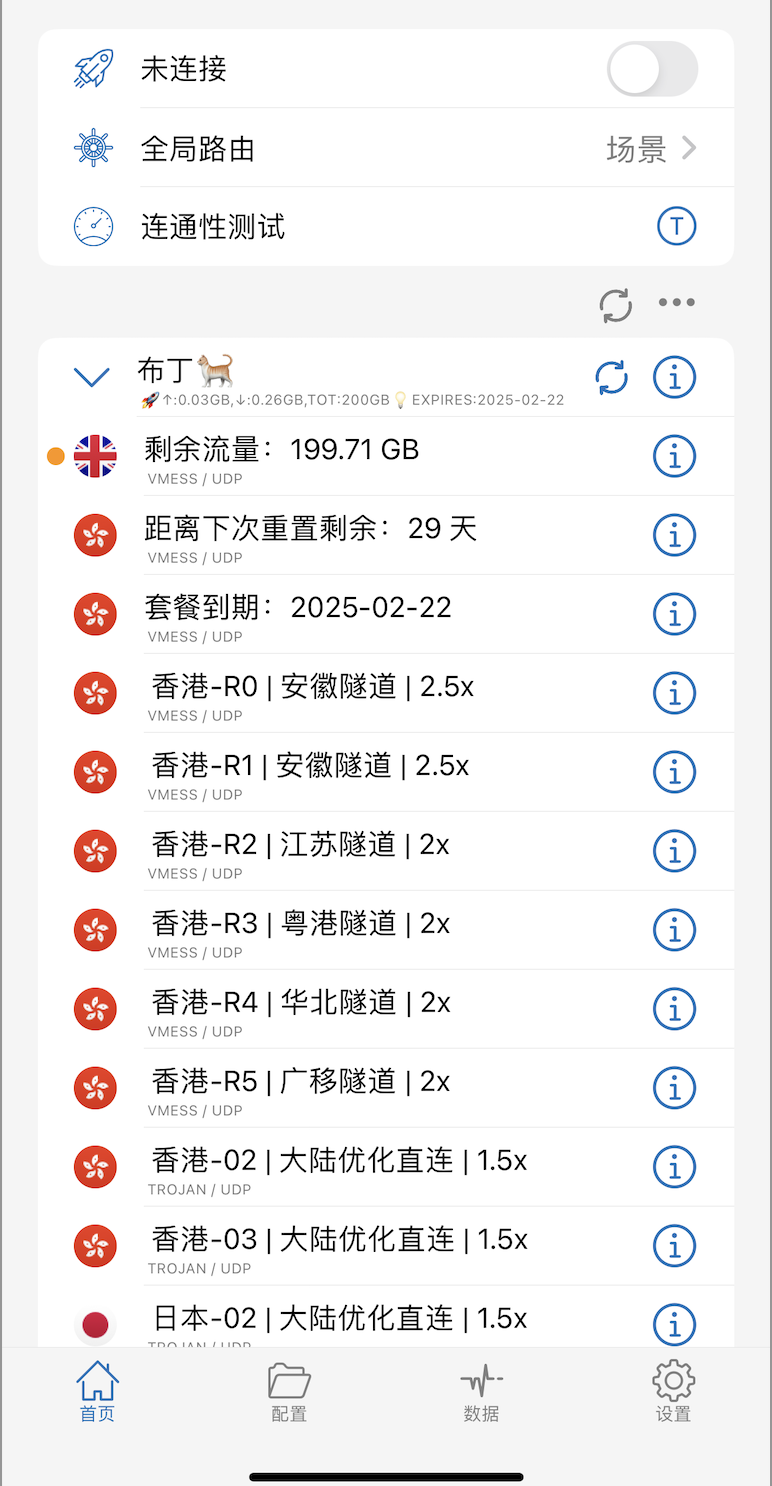 未连接
全局路由 场景
连通性测试 T
布丁🐈
🚀↑:0.03GB,↓:0.26GB,TOT:200GB💡EXPIRES:2025-02-22
剩余流量：199.71 GB
VMESS / UDP
距离下次重置剩余：29 天
VMESS / UDP
套餐到期：2025-02-22
VMESS / UDP
香港-R0 | 安徽隧道 | 2.5x
VMESS / UDP
香港-R1 | 安徽隧道 | 2.5x
VMESS / UDP
香港-R2 | 江苏隧道 | 2x
VMESS / UDP
香港-R3 | 粤港隧道 | 2x
VMESS / UDP
香港-R4 | 华北隧道 | 2x
VMESS / UDP
香港-R5 | 广移隧道 | 2x
VMESS / UDP
香港-02 | 大陆优化直连 | 1.5x
TROJAN / UDP
香港-03 | 大陆优化直连 | 1.5x
TROJAN / UDP
日本-02 | 大陆优化直连 | 1.5x
TROJAN / UDP
首页 配置 数据 设置